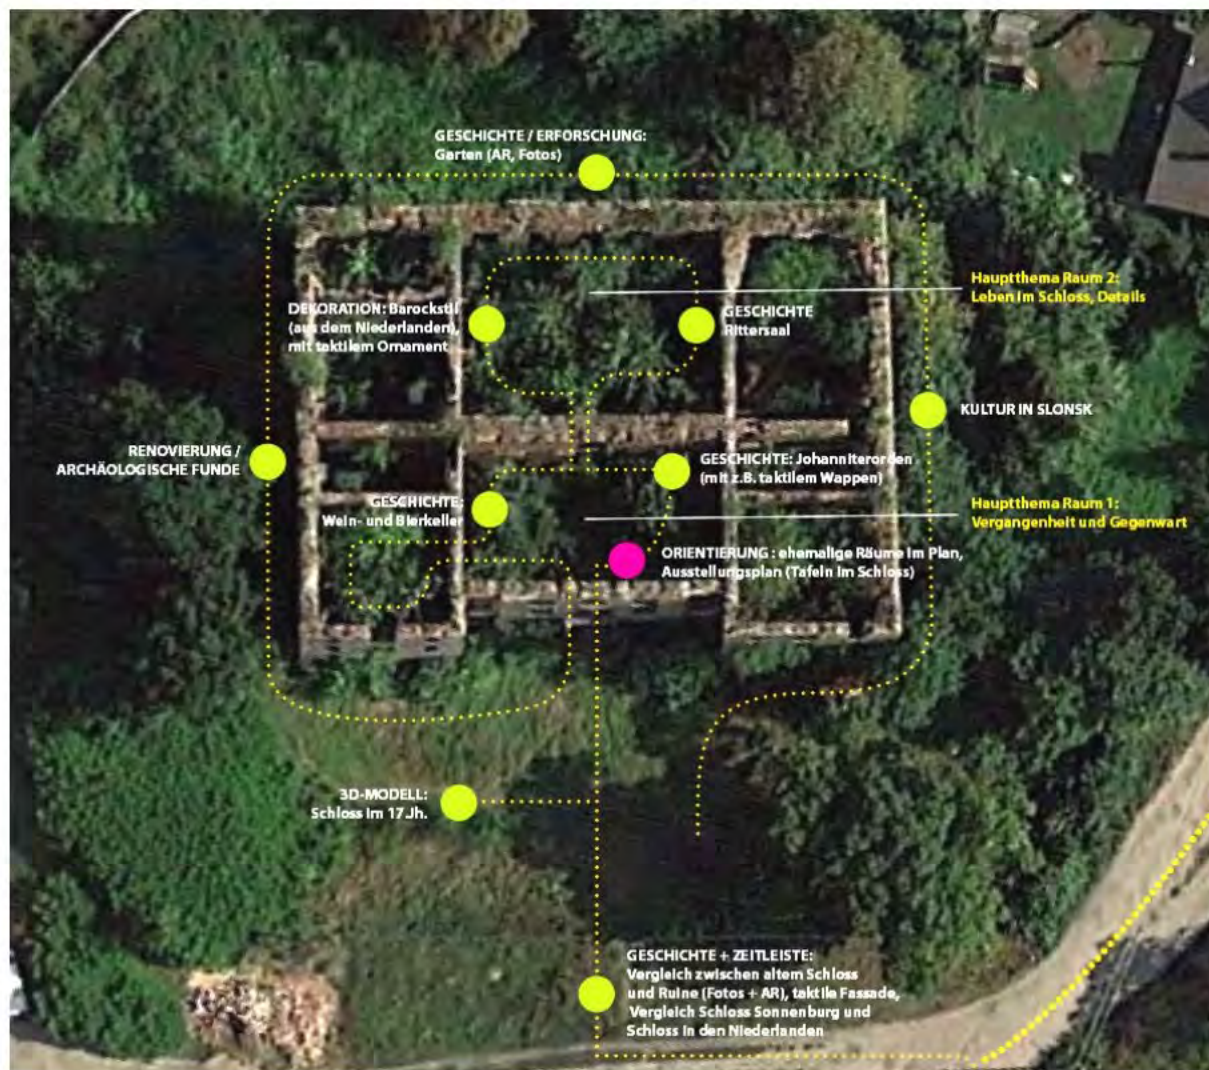 GESCHICHTE / ERFORSCHUNG:
Garten (AR, Fotos)
Hauptthema Raum 2:
Leben im Schloss, Details
DEKORATION: Barockstil
(aus dem Niederlanden),
mit taktilem Ornament
GESCHICHTE
Rittersaal
KULTUR IN SLONSK
RENOVIERUNG /
ARCHÄOLOGISCHE FUNDE
GESCHICHTE: Johanniterorden
(mit z.B. taktilem Wappen)
GESCHICHTE:
Wein- und Bierkeller
Hauptthema Raum 1:
Vergangenheit und Gegenwart
ORIENTIERUNG : ehemalige Räume im Plan,
Ausstellungsplan (Tafeln im Schloss)
3D-MODELL:
Schloss im 17.Jh.
GESCHICHTE + ZEITLEISTE:
Vergleich zwischen altem Schloss
und Ruine (Fotos + AR), taktile Fassade,
Vergleich Schloss Sonnenburg und
Schloss in den Niederlanden